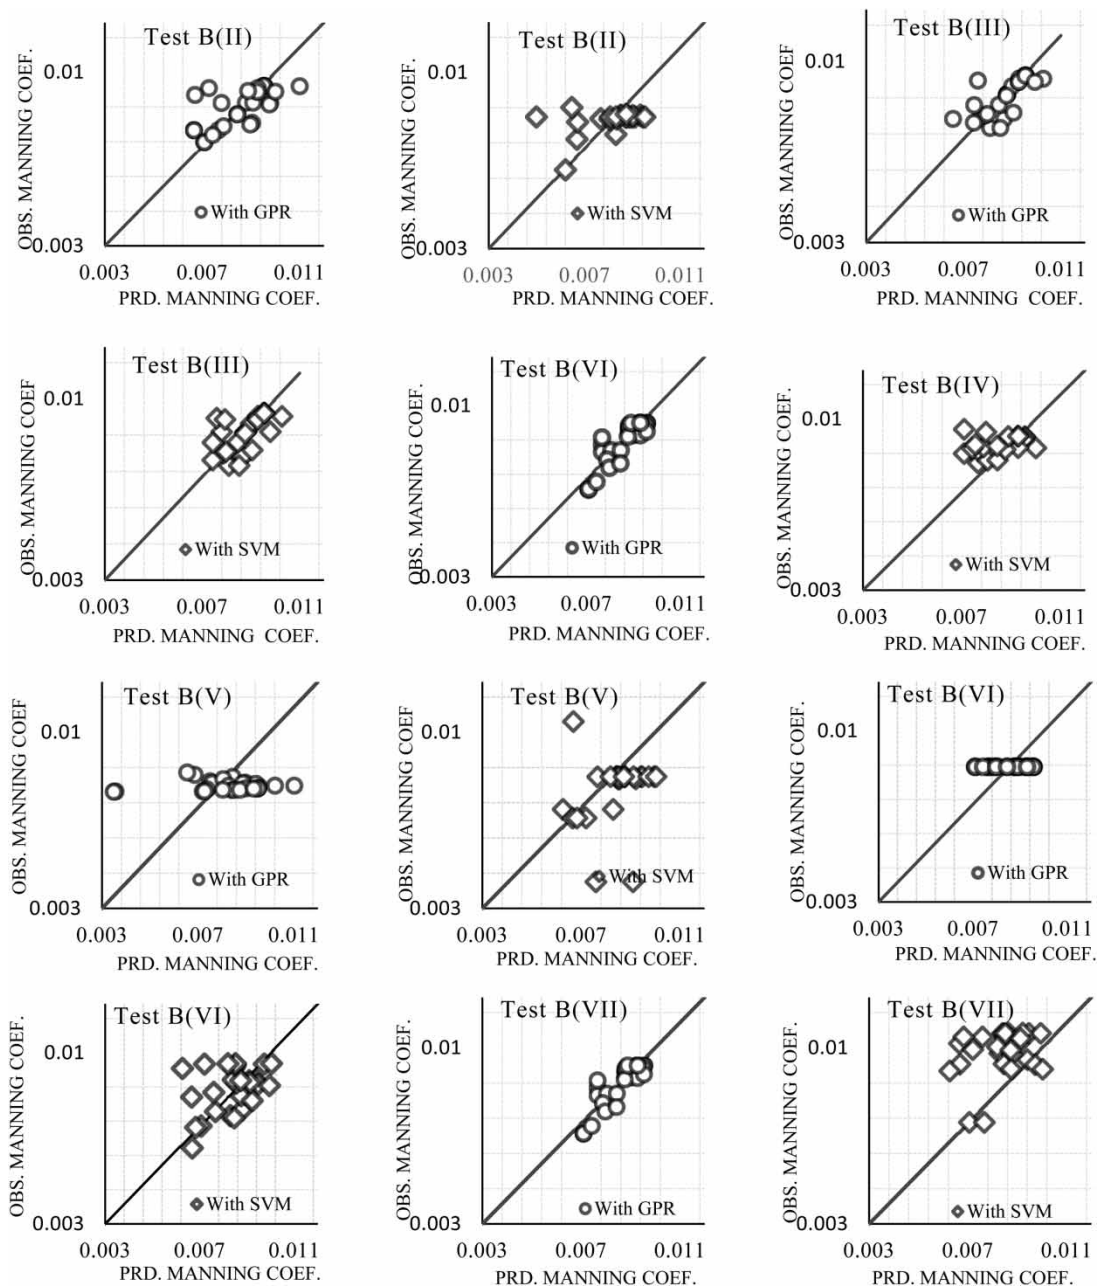 Test B(II)
OBS. MANNING COEF.
0.01
0.003
With GPR
0.003 0.007 0.011
PRD. MANNING COEF.
Test B(II)
OBS. MANNING COEF.
0.01
0.003
With SVM
0.003 0.007 0.011
PRD. MANNING COEF.
Test B(III)
OBS. MANNING COEF.
0.01
0.003
With GPR
0.003 0.007 0.011
PRD. MANNING COEF.
Test B(III)
OBS. MANNING COEF
0.01
0.003
With SVM
0.003 0.007 0.011
PRD. MANNING COEF.
Test B(VI)
OBS. MANNING COEF.
0.01
0.003
With GPR
0.003 0.007 0.011
PRD. MANNING COEF.
Test B(IV)
OBS. MANNING COEF.
0.01
0.003
With SVM
0.003 0.007 0.011
PRD. MANNING COEF.
Test B(V)
OBS. MANNING COEF
0.01
0.003
With GPR
0.003 0.007 0.011
PRD. MANNING COEF.
Test B(V)
OBS. MANNING COEF
0.01
0.003
With SVM
0.003 0.007 0.011
PRD. MANNING COEF.
Test B(VI)
OBS. MANNING COEF.
0.01
0.003
With GPR
0.003 0.007 0.011
PRD. MANNING COEF.
Test B(VI)
OBS. MANNING COEF.
0.01
0.003
With SVM
0.003 0.007 0.011
PRD. MANNING COEF.
Test B(VII)
OBS. MANNING COEF.
0.01
0.003
With GPR
0.003 0.007 0.011
PRD. MANNING COEF.
Test B(VII)
OBS. MANNING COEF.
0.01
0.003
With SVM
0.003 0.007 0.011
PRD. MANNING COEF.